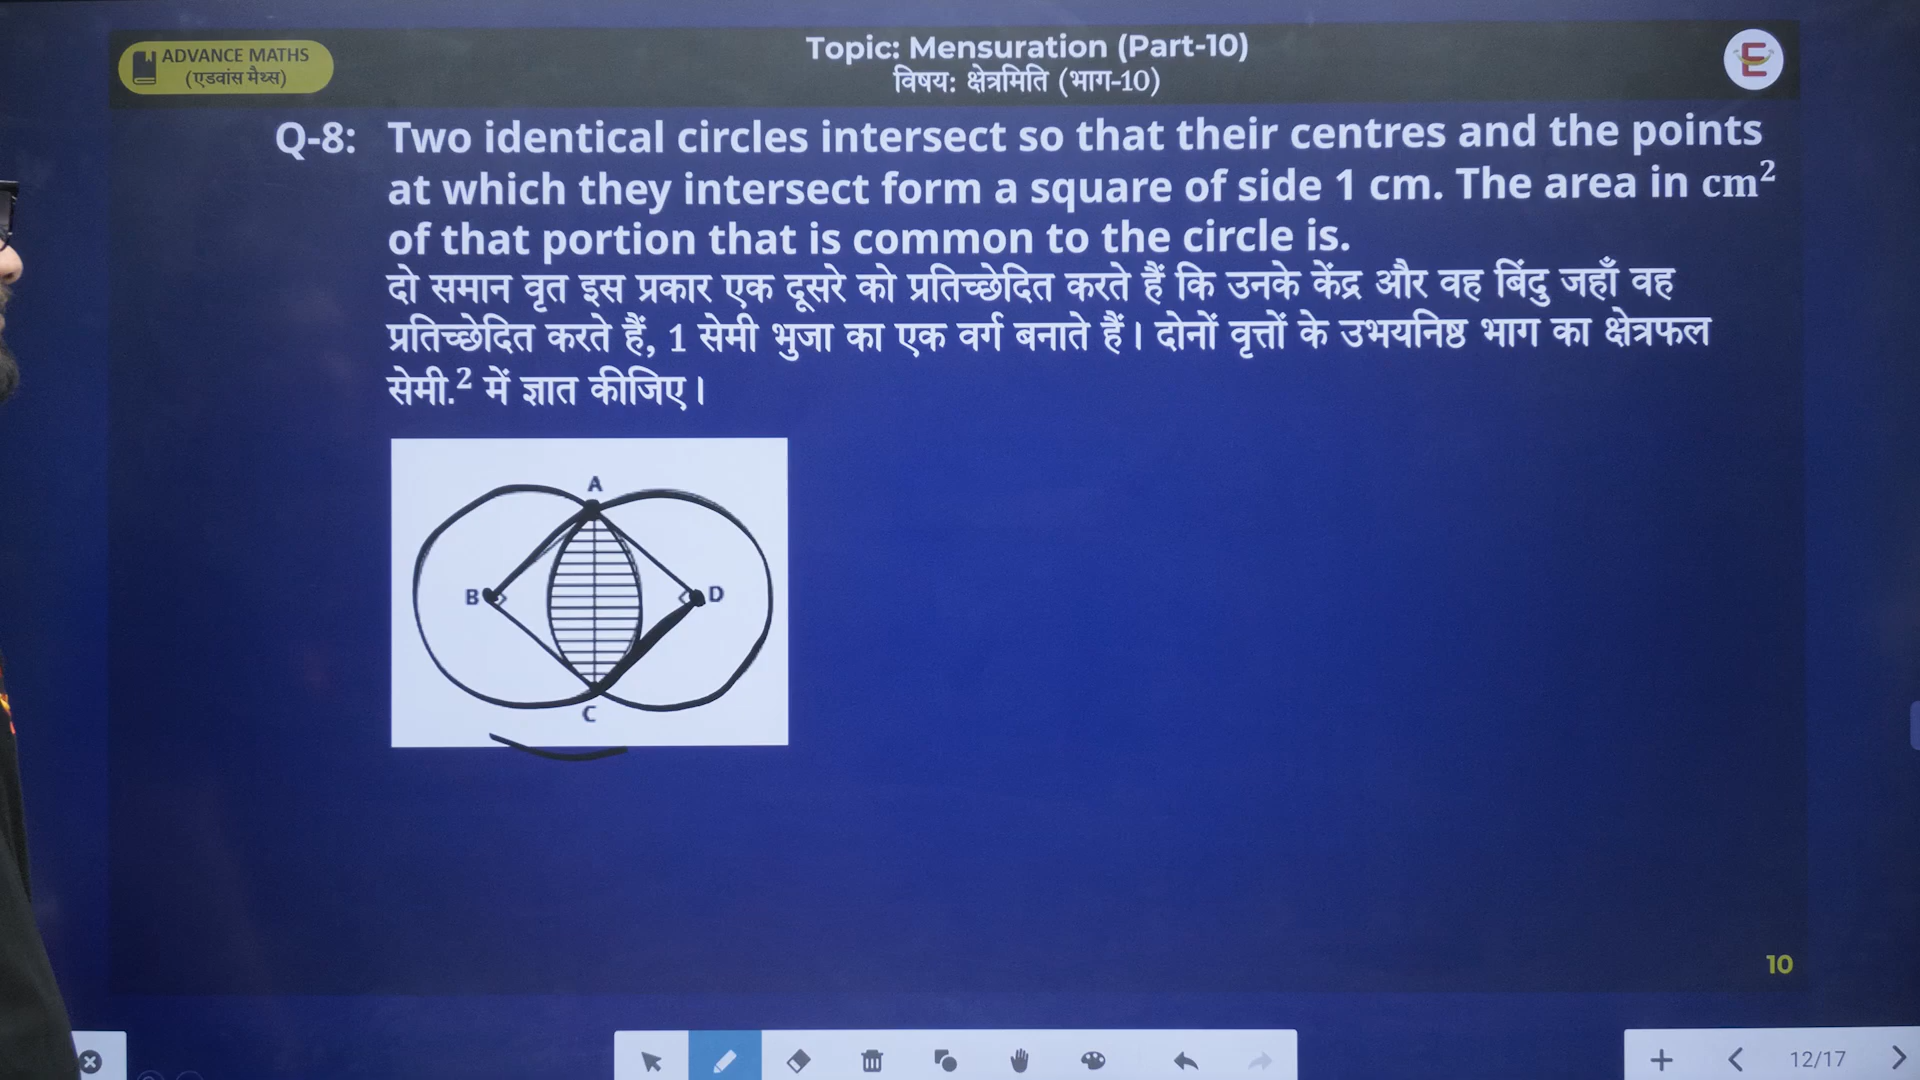 ADVANCE MATHS
(एडवांस मैथ्स)
Topic: Mensuration (Part-10)
विषय: क्षेत्रमिति (भाग-10)
E
Q-8: Two identical circles intersect so that their centres and the points
at which they intersect form a square of side 1 cm. The area in cm²
of that portion that is common to the circle is.
दो समान वृत इस प्रकार एक दूसरे को प्रतिच्छेदित करते हैं कि उनके केंद्र और वह बिंदु जहाँ वह
प्रतिच्छेदित करते हैं, 1 सेमी भुजा का एक वर्ग बनाते हैं। दोनों वृत्तों के उभयनिष्ठ भाग का क्षेत्रफल
सेमी.² में ज्ञात कीजिए।
A
B
D
C
10
12/17